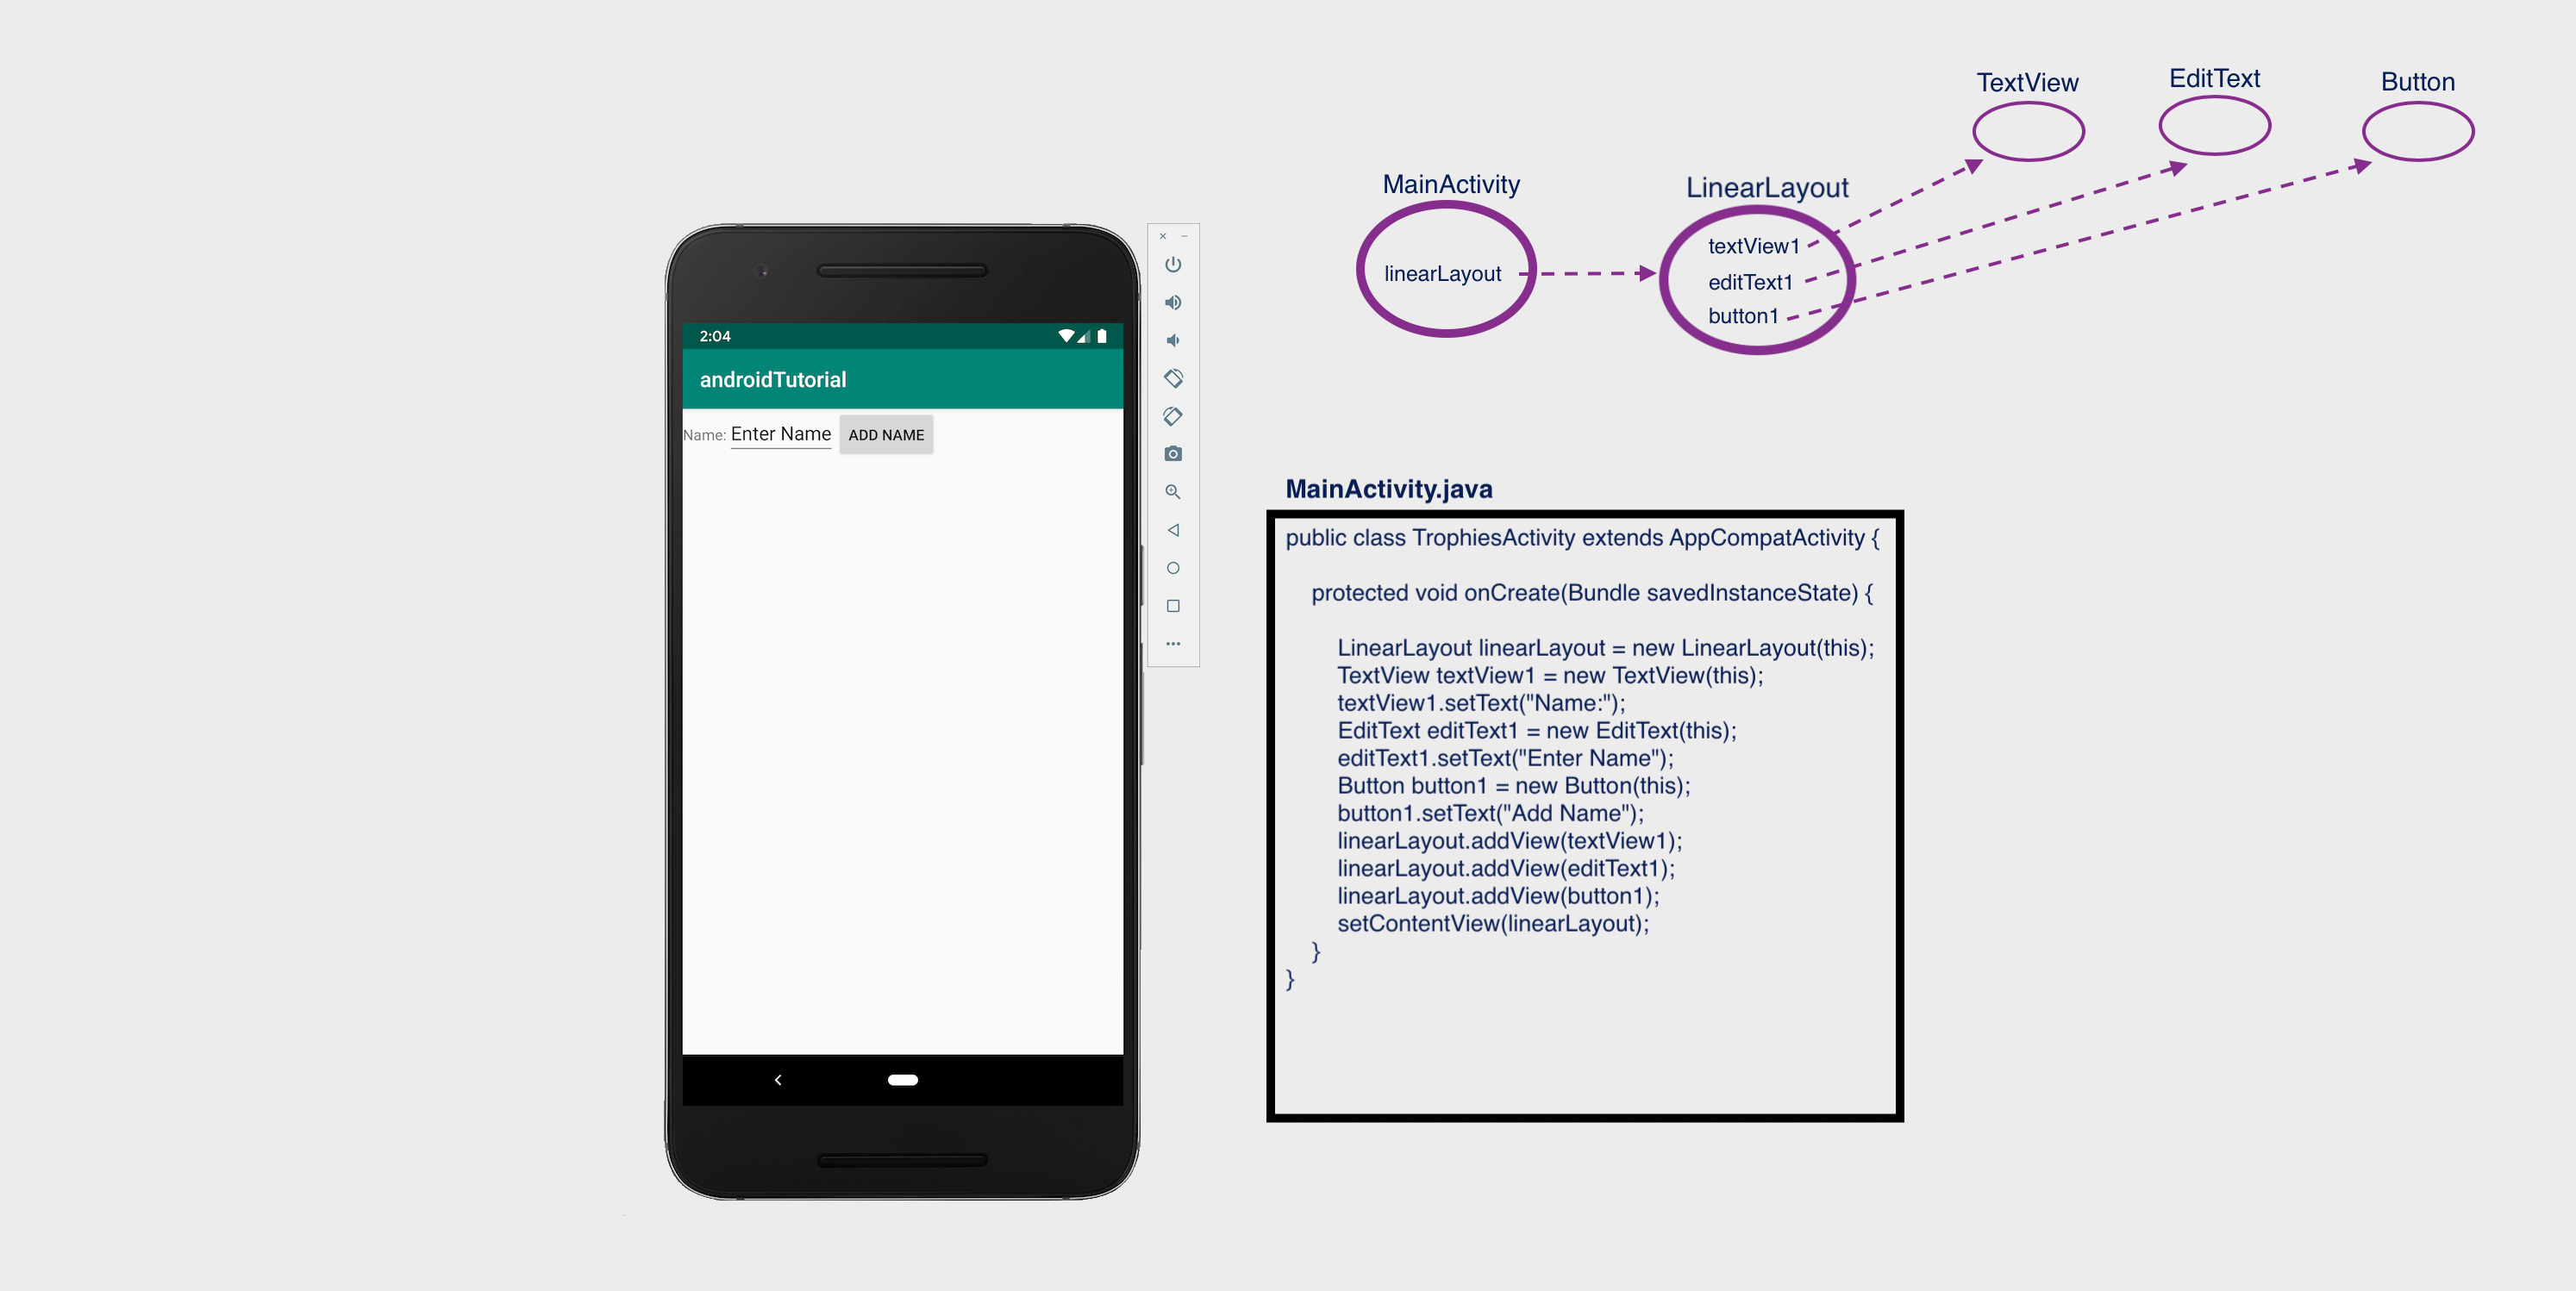 TextView
EditText
Button
MainActivity
LinearLayout
linearLayout
textView1
editText1
button1
2:04
androidTutorial
Name: Enter Name ADD NAME
MainActivity.java
public class TrophiesActivity extends AppCompatActivity {
protected void onCreate(Bundle savedInstanceState) {
LinearLayout linearLayout = new LinearLayout(this);
TextView textView1 = new TextView(this);
textView1.setText("Name:");
EditText editText1 = new EditText(this);
editText1.setText("Enter Name");
Button button1 = new Button(this);
button1.setText("Add Name");
linearLayout.addView(textView1);
linearLayout.addView(editText1);
linearLayout.addView(button1);
setContentView(linearLayout);
}
}